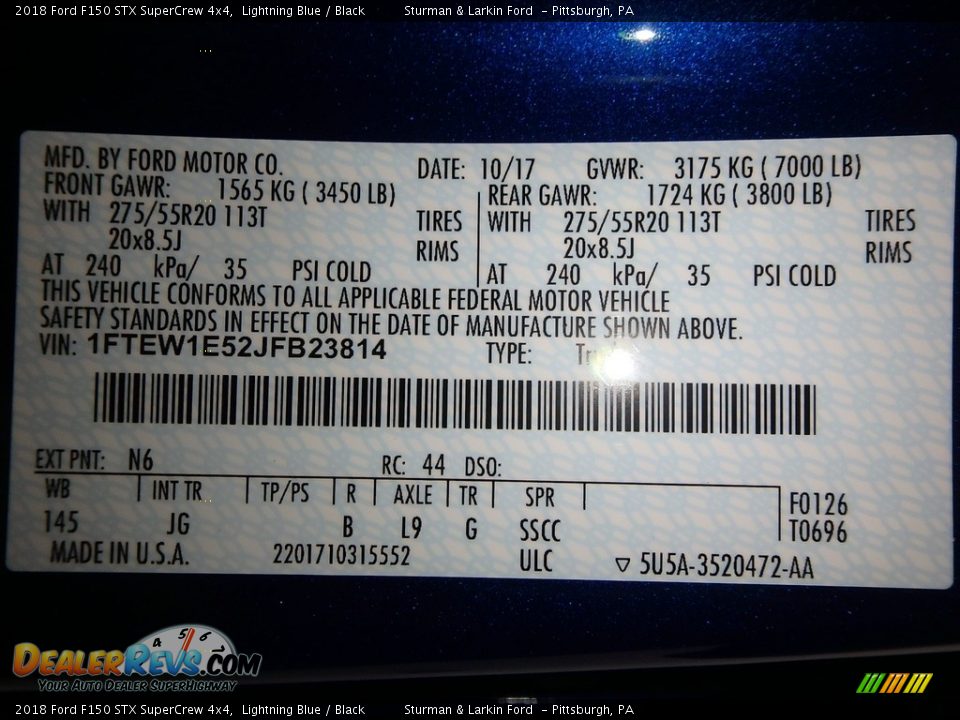 2018 Ford F150 STX SuperCrew 4x4, Lightning Blue / Black Sturman & Larkin Ford - Pittsburgh, PA
MFD. BY FORD MOTOR CO.
DATE: 10/17 GVWR: 3175 KG ( 7000 LB)
FRONT GAWR: 1565 KG ( 3450 LB) REAR GAWR: 1724 KG ( 3800 LB)
WITH 275/55R20 113T TIRES WITH 275/55R20 113T TIRES
20x8.5J RIMS 20x8.5J RIMS
AT 240 kPa/ 35 PSI COLD AT 240 kPa/ 35 PSI COLD
THIS VEHICLE CONFORMS TO ALL APPLICABLE FEDERAL MOTOR VEHICLE
SAFETY STANDARDS IN EFFECT ON THE DATE OF MANUFACTURE SHOWN ABOVE.
VIN: 1FTEW1E52JFB23814 TYPE:
EXT PNT: N6 RC: 44 DSO:
WB INT TR TP/PS R AXLE TR SPR F0126
145 JG B L9 G SSCC T0696
MADE IN U.S.A. 2201710315552 ULC ▽ 5U5A-3520472-AA
4 5 6
DEALERREVS.COM
YOUR AUTO DEALER SUPERHIGHWAY
2018 Ford F150 STX SuperCrew 4x4, Lightning Blue / Black Sturman & Larkin Ford - Pittsburgh, PA